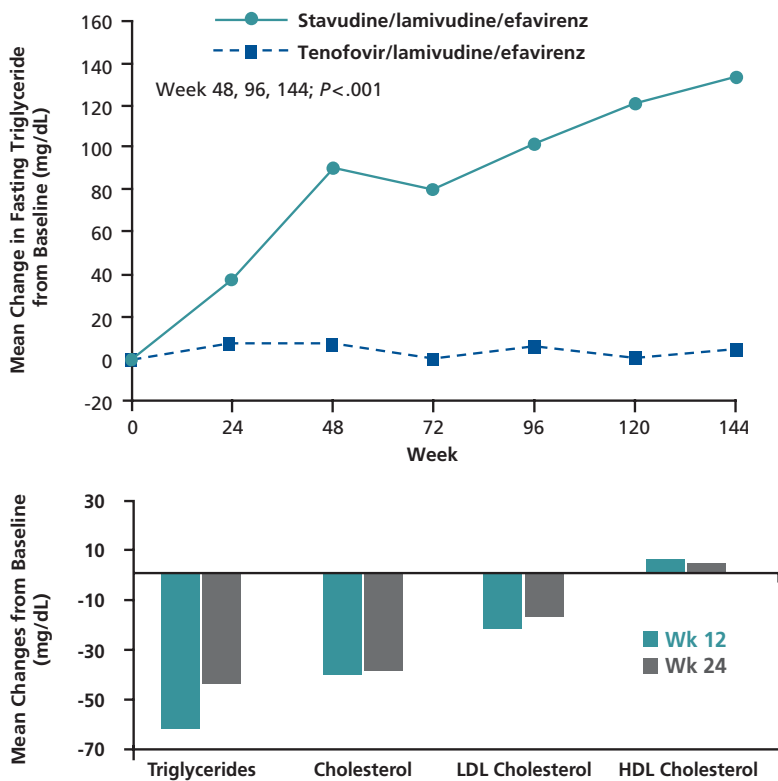 Stavudine/lamivudine/efavirenz
Tenofovir/lamivudine/efavirenz
Week 48, 96, 144; P<.001
Mean Change in Fasting Triglyceride
from Baseline (mg/dL)
160
140
120
100
80
60
40
20
0
-20
0 24 48 72 96 120 144
Week
Mean Changes from Baseline
(mg/dL)
30
10
-10
-30
-50
-70
Wk 12
Wk 24
Triglycerides Cholesterol LDL Cholesterol HDL Cholesterol